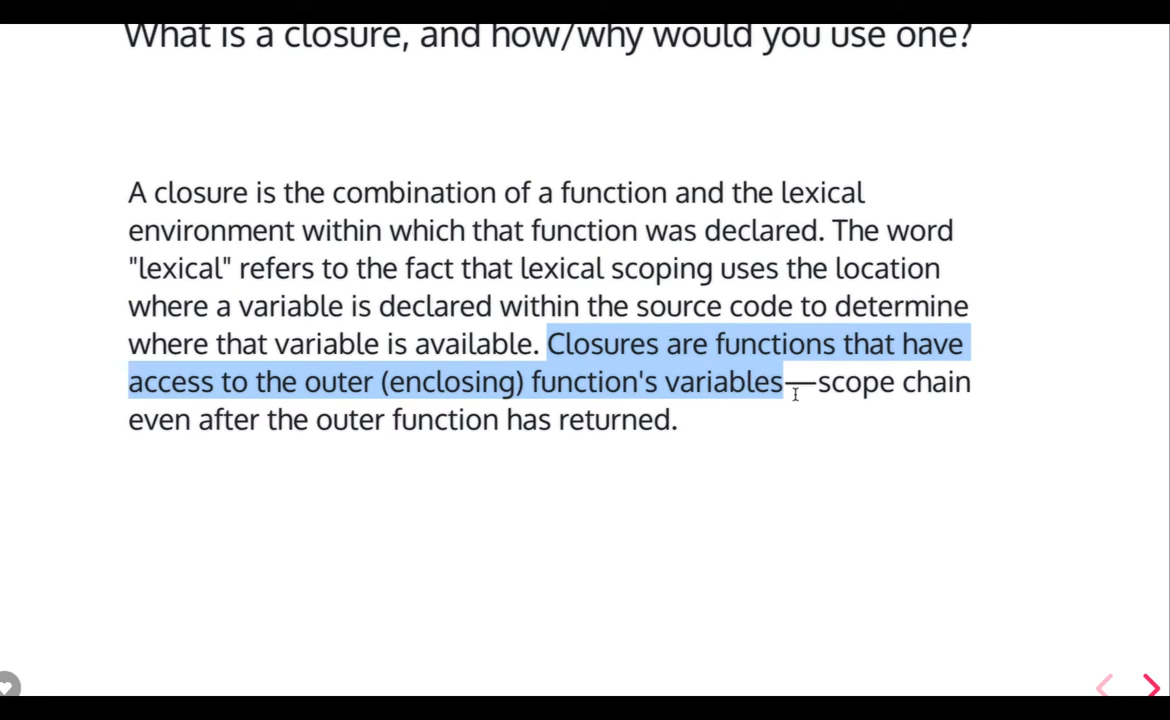 What is a closure, and how/why would you use one?
A closure is the combination of a function and the lexical
environment within which that function was declared. The word
"lexical" refers to the fact that lexical scoping uses the location
where a variable is declared within the source code to determine
where that variable is available. Closures are functions that have
access to the outer (enclosing) function's variables—scope chain
even after the outer function has returned.